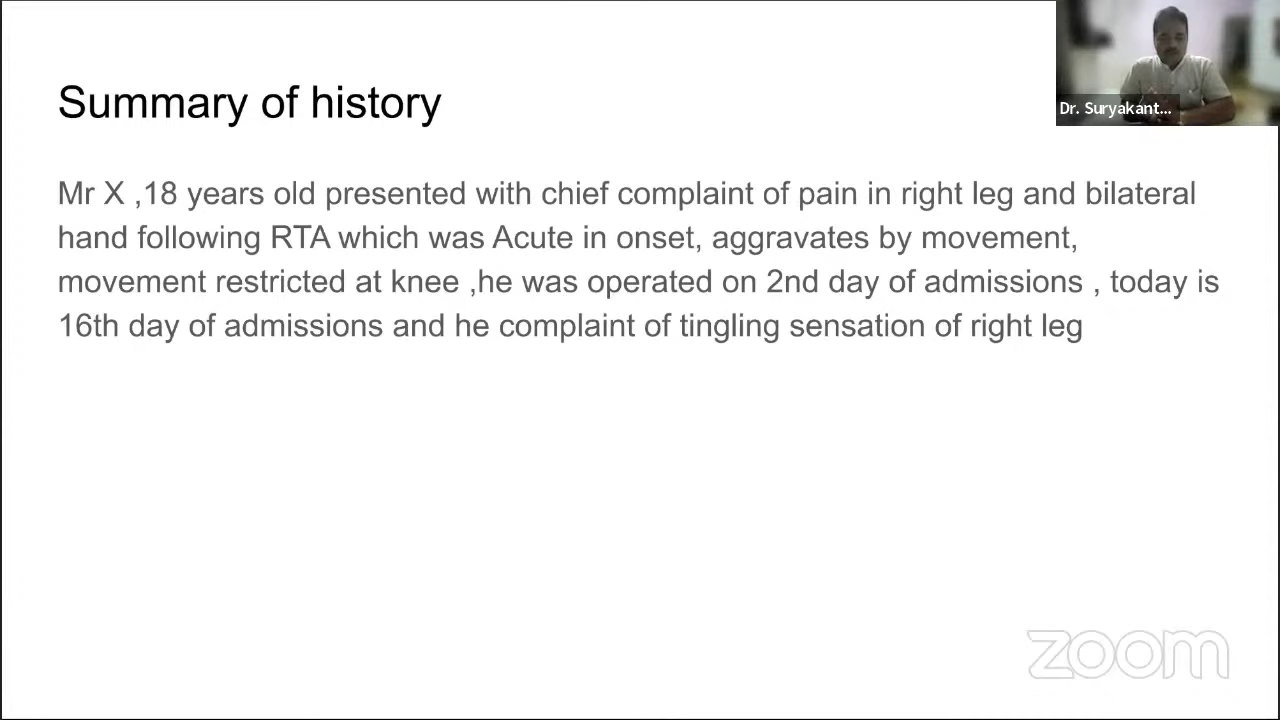 Summary of history
Dr. Suryakant...
Mr X ,18 years old presented with chief complaint of pain in right leg and bilateral
hand following RTA which was Acute in onset, aggravates by movement,
movement restricted at knee ,he was operated on 2nd day of admissions , today is
16th day of admissions and he complaint of tingling sensation of right leg
zoom